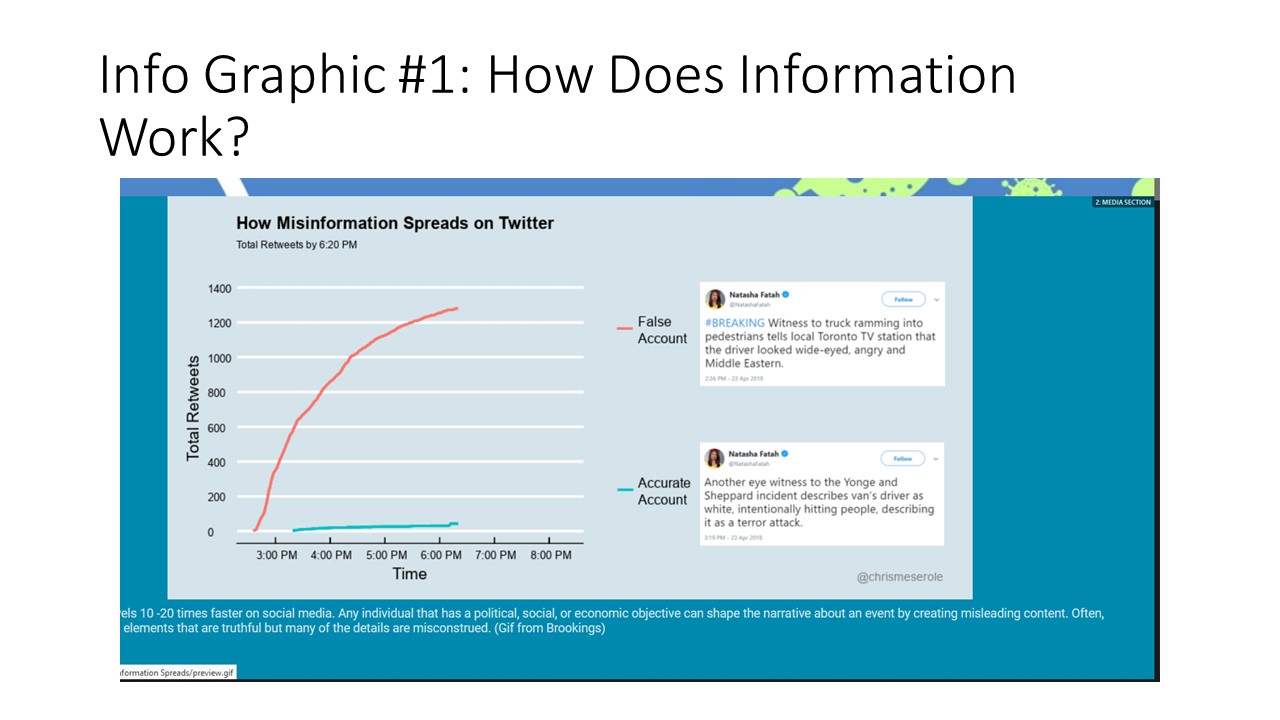 Info Graphic #1: How Does Information
Work?
2: MEDIA SECTION
How Misinformation Spreads on Twitter
Total Retweets by 6:20 PM
1400
1200
1000
800
600
400
200
0
Total Retweets
3:00 PM 4:00 PM 5:00 PM 6:00 PM 7:00 PM 8:00 PM
Time
False
Account
Natasha Fatah
@NatashaFatah
Follow
#BREAKING Witness to truck ramming into
pedestrians tells local Toronto TV station that
the driver looked wide-eyed, angry and
Middle Eastern.
2:36 PM - 23 Apr 2018
Accurate
Account
Natasha Fatah
@NatashaFatah
Follow
Another eye witness to the Yonge and
Sheppard incident describes van's driver as
white, intentionally hitting people, describing
it as a terror attack.
3:19 PM - 23 Apr 2018
@chrismeserole
els 10 -20 times faster on social media. Any individual that has a political, social, or economic objective can shape the narrative about an event by creating misleading content. Often,
elements that are truthful but many of the details are misconstrued. (Gif from Brookings)
formation Spreads/preview.gif